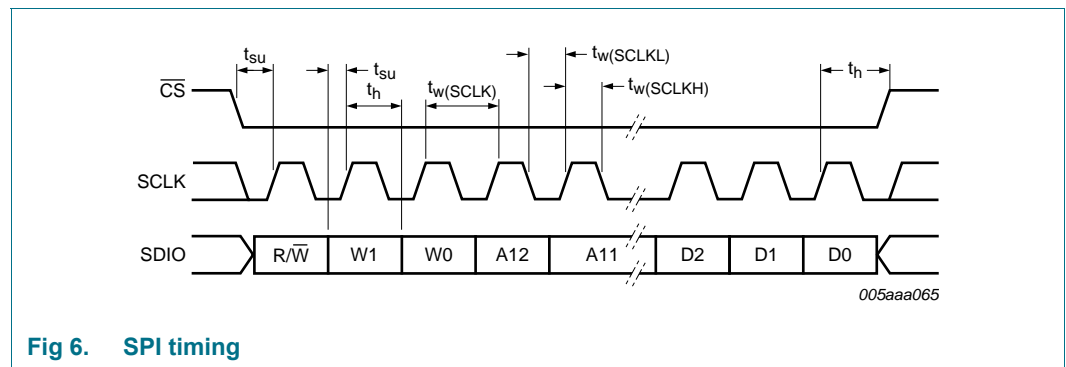 tsu
tsu
th
tw(SCLK)
tw(SCLKL)
tw(SCLKH)
th
CS
SCLK
SDIO
R/W
W1
W0
A12
A11
D2
D1
D0
005aaa065
Fig 6. SPI timing